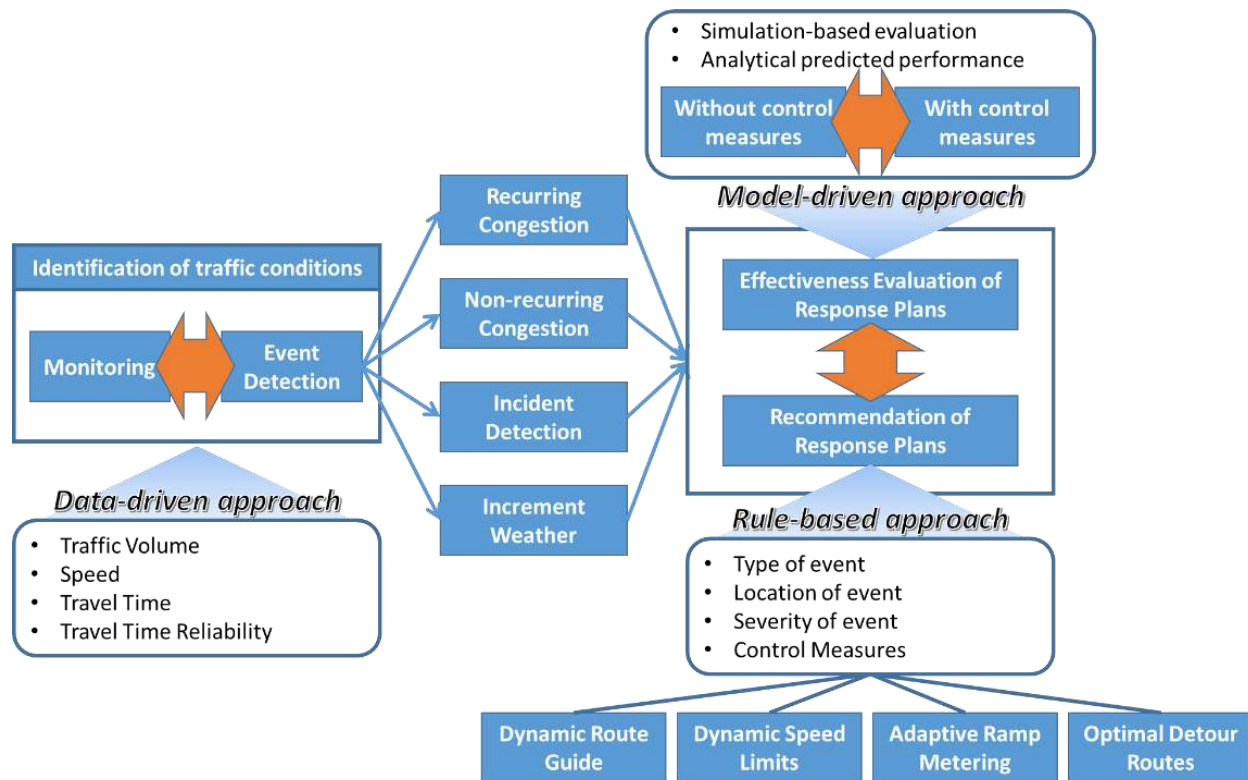 • Simulation-based evaluation
• Analytical predicted performance
Without control
measures
With control
measures
Model-driven approach
Identification of traffic conditions
Monitoring
Event
Detection
Data-driven approach
• Traffic Volume
• Speed
• Travel Time
• Travel Time Reliability
Recurring
Congestion
Non-recurring
Congestion
Incident
Detection
Increment
Weather
Effectiveness Evaluation of
Response Plans
Recommendation of
Response Plans
Rule-based approach
• Type of event
• Location of event
• Severity of event
• Control Measures
Dynamic Route
Guide
Dynamic Speed
Limits
Adaptive Ramp
Metering
Optimal Detour
Routes